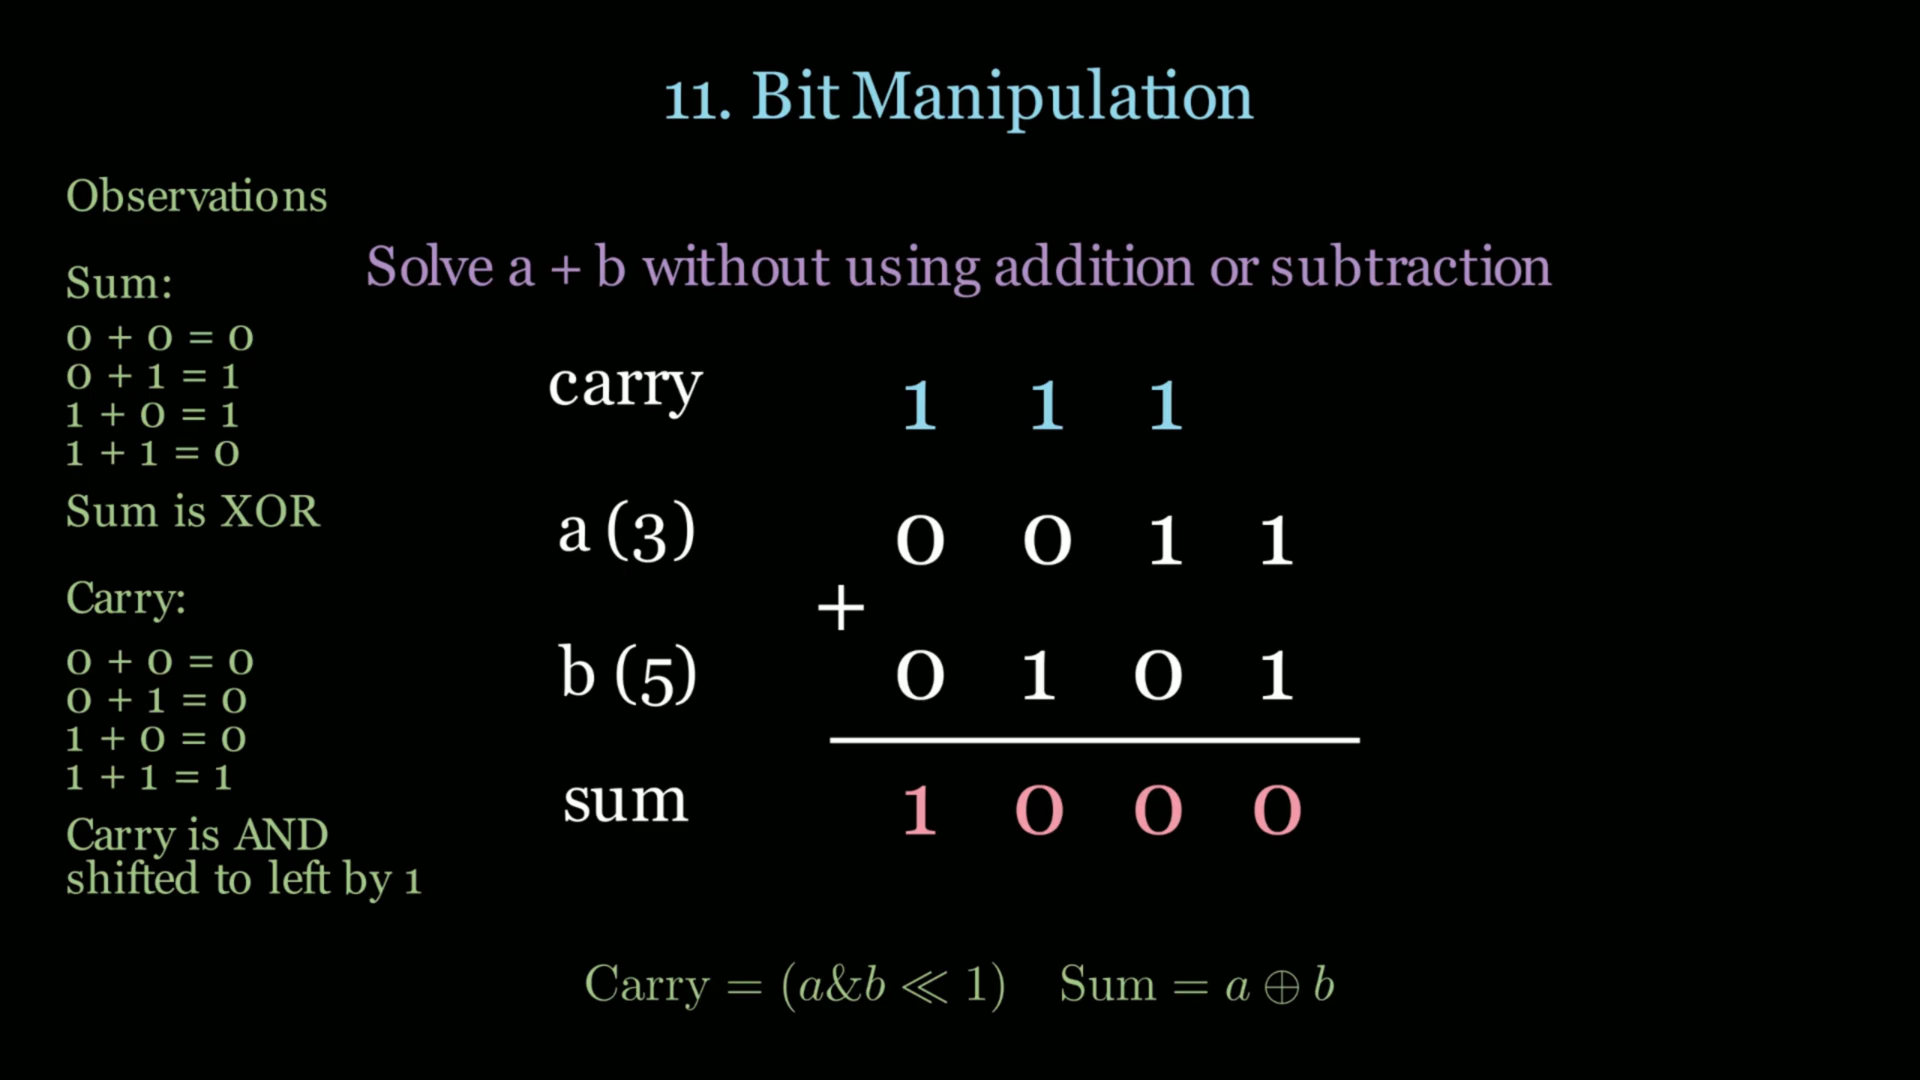 11. Bit Manipulation
Observations
Solve a + b without using addition or subtraction
Sum:
0 + 0 = 0
0 + 1 = 1
1 + 0 = 1
1 + 1 = 0
Sum is XOR
Carry:
0 + 0 = 0
0 + 1 = 0
1 + 0 = 0
1 + 1 = 1
Carry is AND
shifted to left by 1
carry 1 1 1
a (3) 0 0 1 1
+
b (5) 0 1 0 1
sum 1 0 0 0
Carry = (a&b ≪ 1) Sum = a ⊕ b